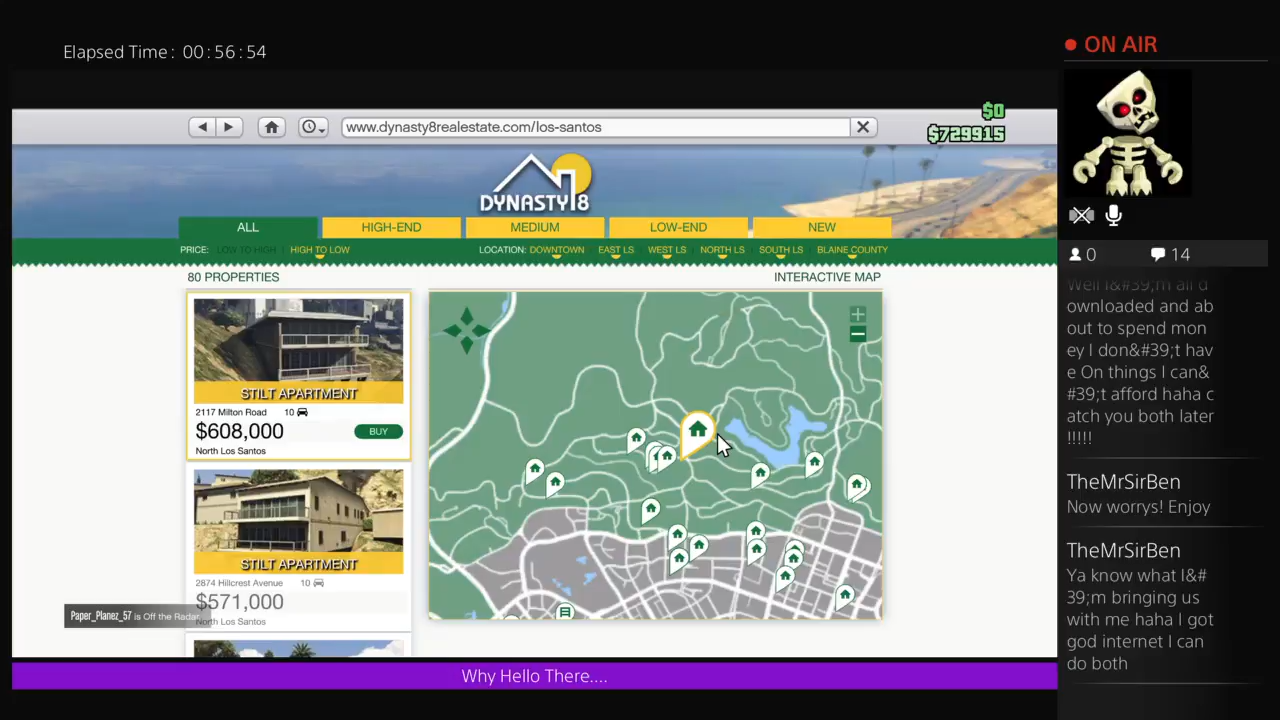 Elapsed Time: 00:56:54
ON AIR
$0
www.dynasty8realestate.com/los-santos
$729915
DYNASTY8
ALL HIGH-END MEDIUM LOW-END NEW
PRICE: LOW TO HIGH HIGH TO LOW LOCATION: DOWNTOWN EAST LS WEST LS NORTH LS SOUTH LS BLAINE COUNTY
80 PROPERTIES INTERACTIVE MAP
STILT APARTMENT
2117 Milton Road 10
$608,000 BUY
North Los Santos
STILT APARTMENT
2874 Hillcrest Avenue 10
$571,000
North Los Santos
Paper_Planez_57 is Off the Radar.
Why Hello There....
0 14
Well I&#39;m all d
ownloaded and ab
out to spend mon
ey I don&#39;t hav
e On things I can&
#39;t afford haha c
atch you both later
!!!!!
TheMrSirBen
Now worrys! Enjoy
TheMrSirBen
Ya know what I&#
39;m bringing us
with me haha I got
god internet I can
do both